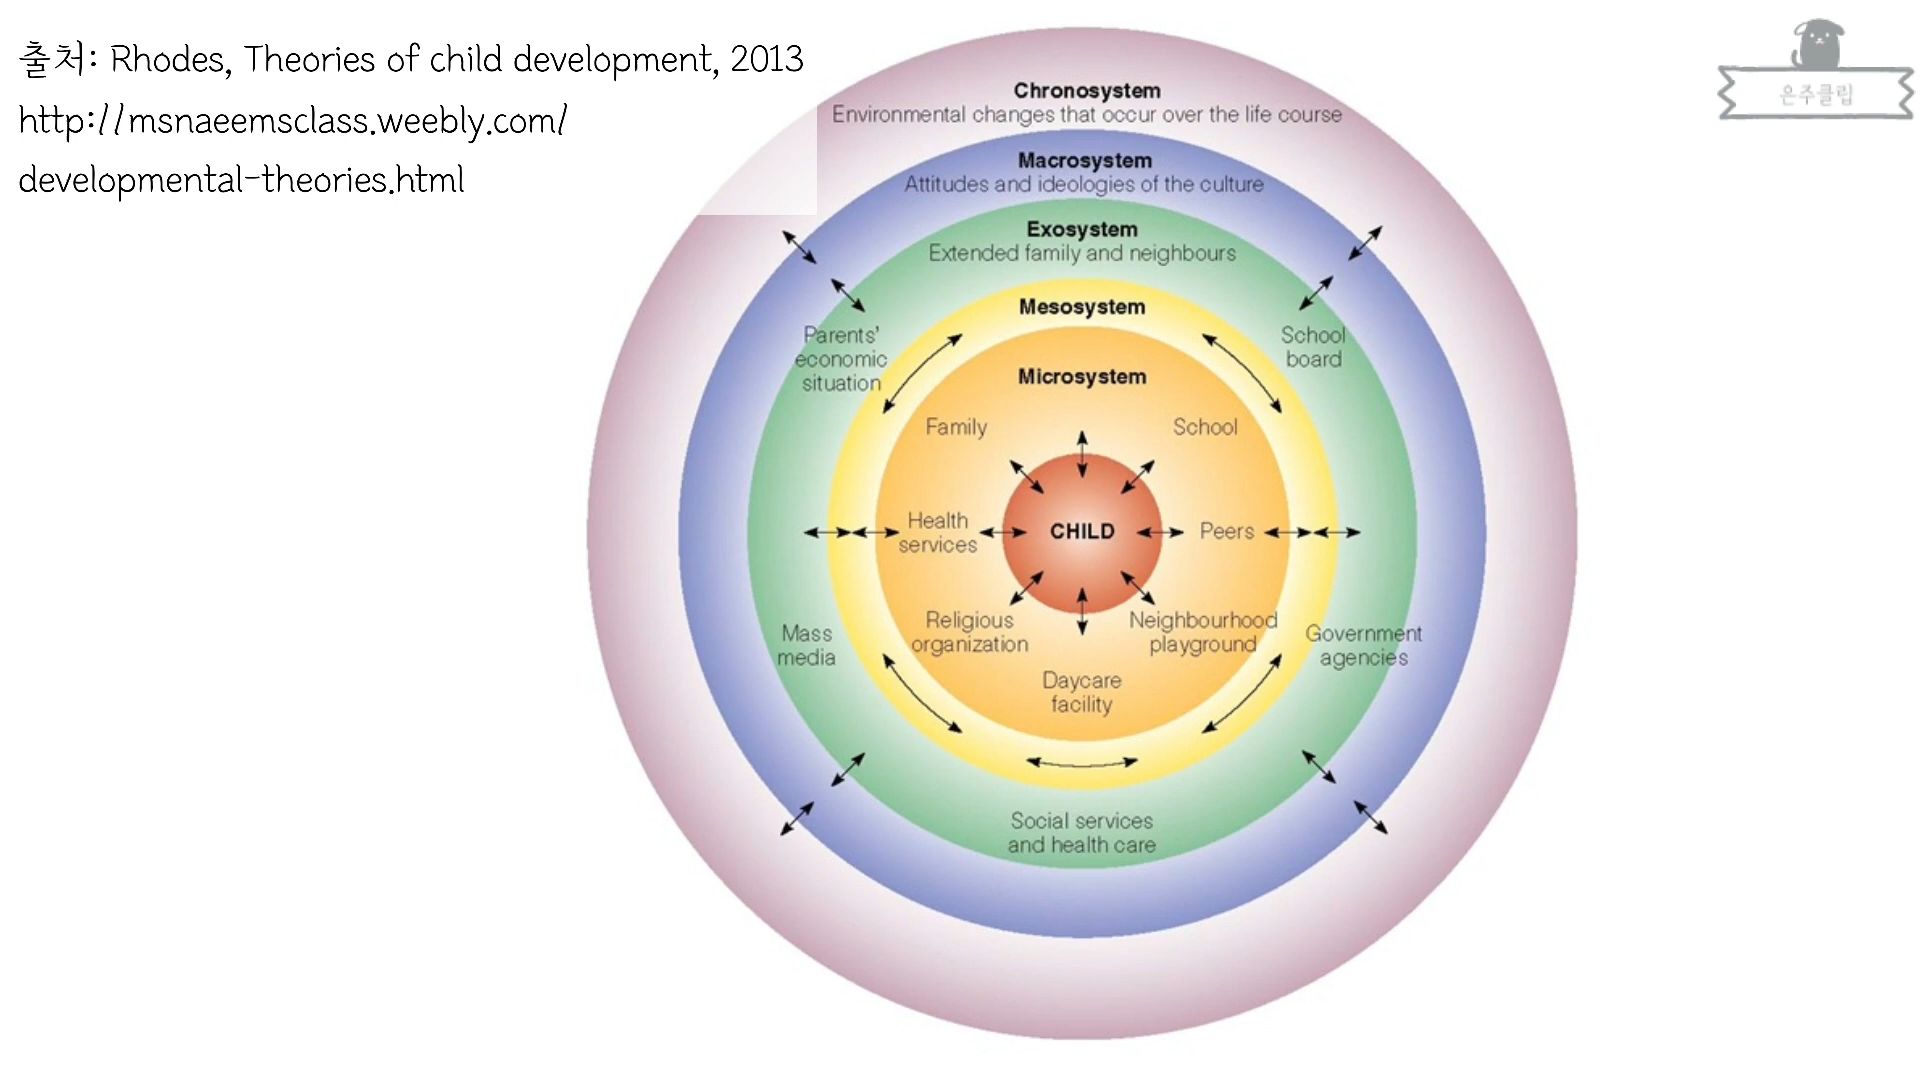 출처: Rhodes, Theories of child development, 2013
http://msnaeemsclass.weebly.com/
developmental-theories.html
은주클립
Chronosystem
Environmental changes that occur over the life course
Macrosystem
Attitudes and ideologies of the culture
Exosystem
Extended family and neighbours
Mesosystem
Parents'
economic
situation
School
board
Microsystem
Family
School
Health
services
CHILD
Peers
Religious
organization
Neighbourhood
playground
Mass
media
Government
agencies
Daycare
facility
Social services
and health care